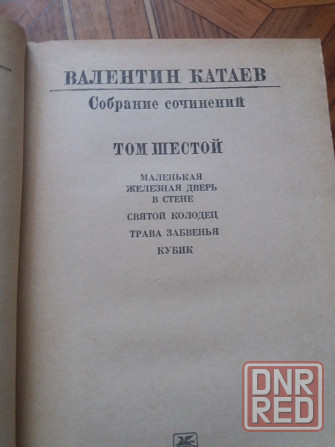 ВАЛЕНТИН КАТАЕВ
Собрание сочинений
ТОМ ШЕСТОЙ
МАЛЕНЬКАЯ
ЖЕЛЕЗНАЯ ДВЕРЬ
В СТЕНЕ
СВЯТОЙ КОЛОДЕЦ
ТРАВА ЗАБВЕНЬЯ
КУБИК
DNR
RED